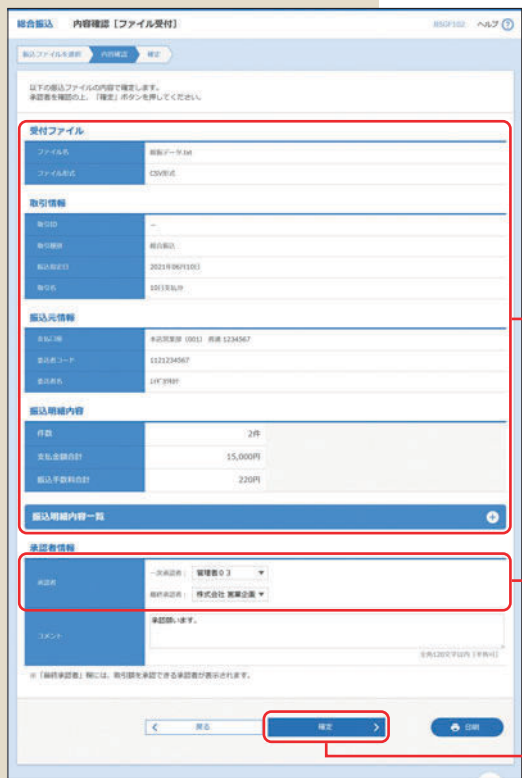 総合振込 内容確認［ファイル受付］ BSGF102 ヘルプ ?
振込ファイルを選択 内容確認 確定
以下の振込ファイルの内容で確定します。
承認者を確認の上、「確定」ボタンを押してください。
受付ファイル
ファイル名 総振データ.txt
ファイル形式 CSV形式
取引情報
取引ID ―
取引種別 総合振込
振込指定日 2021年06月10日
取引名 10日支払分
振込元情報
支払口座 本店営業部（001） 普通 1234567
委託者コード 1121234567
委託者名
振込明細内容
件数 2件
支払金額合計 15,000円
振込手数料合計 220円
振込明細内容一覧
承認者情報
承認者 一次承認者： 管理者０３
最終承認者： 株式会社 営業企画
コメント 承認願います。
全角120文字以内［半角可］
※「最終承認者」欄には、取引額を承認できる承認者が表示されます。
戻る 確定 印刷